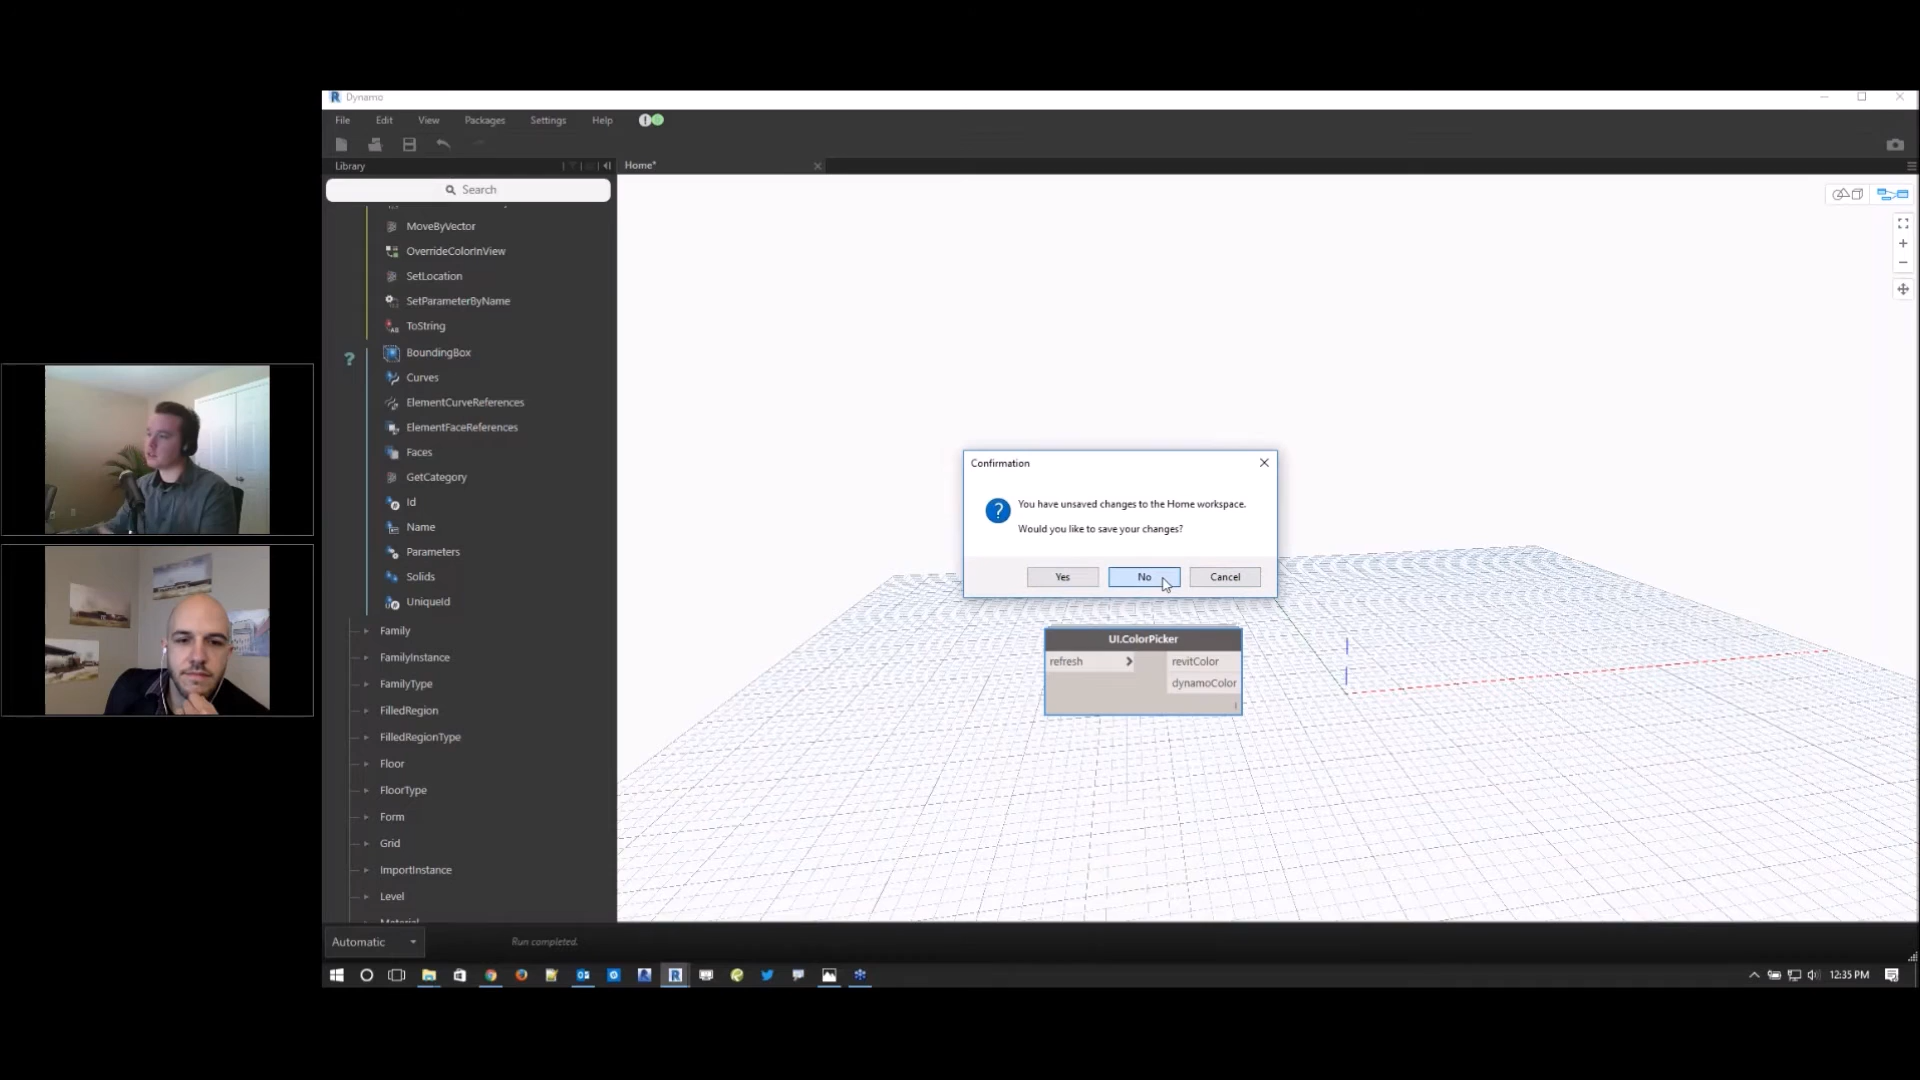 Dynamo
File Edit View Packages Settings Help
Library
Home*
Search
MoveByVector
OverrideColorInView
SetLocation
SetParameterByName
ToString
?
BoundingBox
Curves
ElementCurveReferences
ElementFaceReferences
Faces
GetCategory
Id
Name
Parameters
Solids
UniqueId
Family
FamilyInstance
FamilyType
FilledRegion
FilledRegionType
Floor
FloorType
Form
Grid
ImportInstance
Level
Material
Confirmation
You have unsaved changes to the Home workspace.
Would you like to save your changes?
Yes No Cancel
UI.ColorPicker
refresh > revitColor
dynamoColor
Automatic
Run completed.
12:35 PM